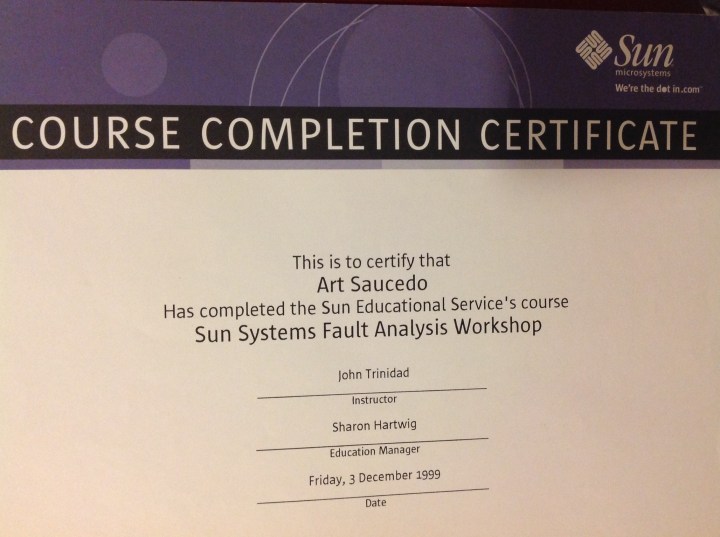 Sun
microsystems
We're the dot in .com™
COURSE COMPLETION CERTIFICATE
This is to certify that
Art Saucedo
Has completed the Sun Educational Service's course
Sun Systems Fault Analysis Workshop
John Trinidad
Instructor
Sharon Hartwig
Education Manager
Friday, 3 December 1999
Date